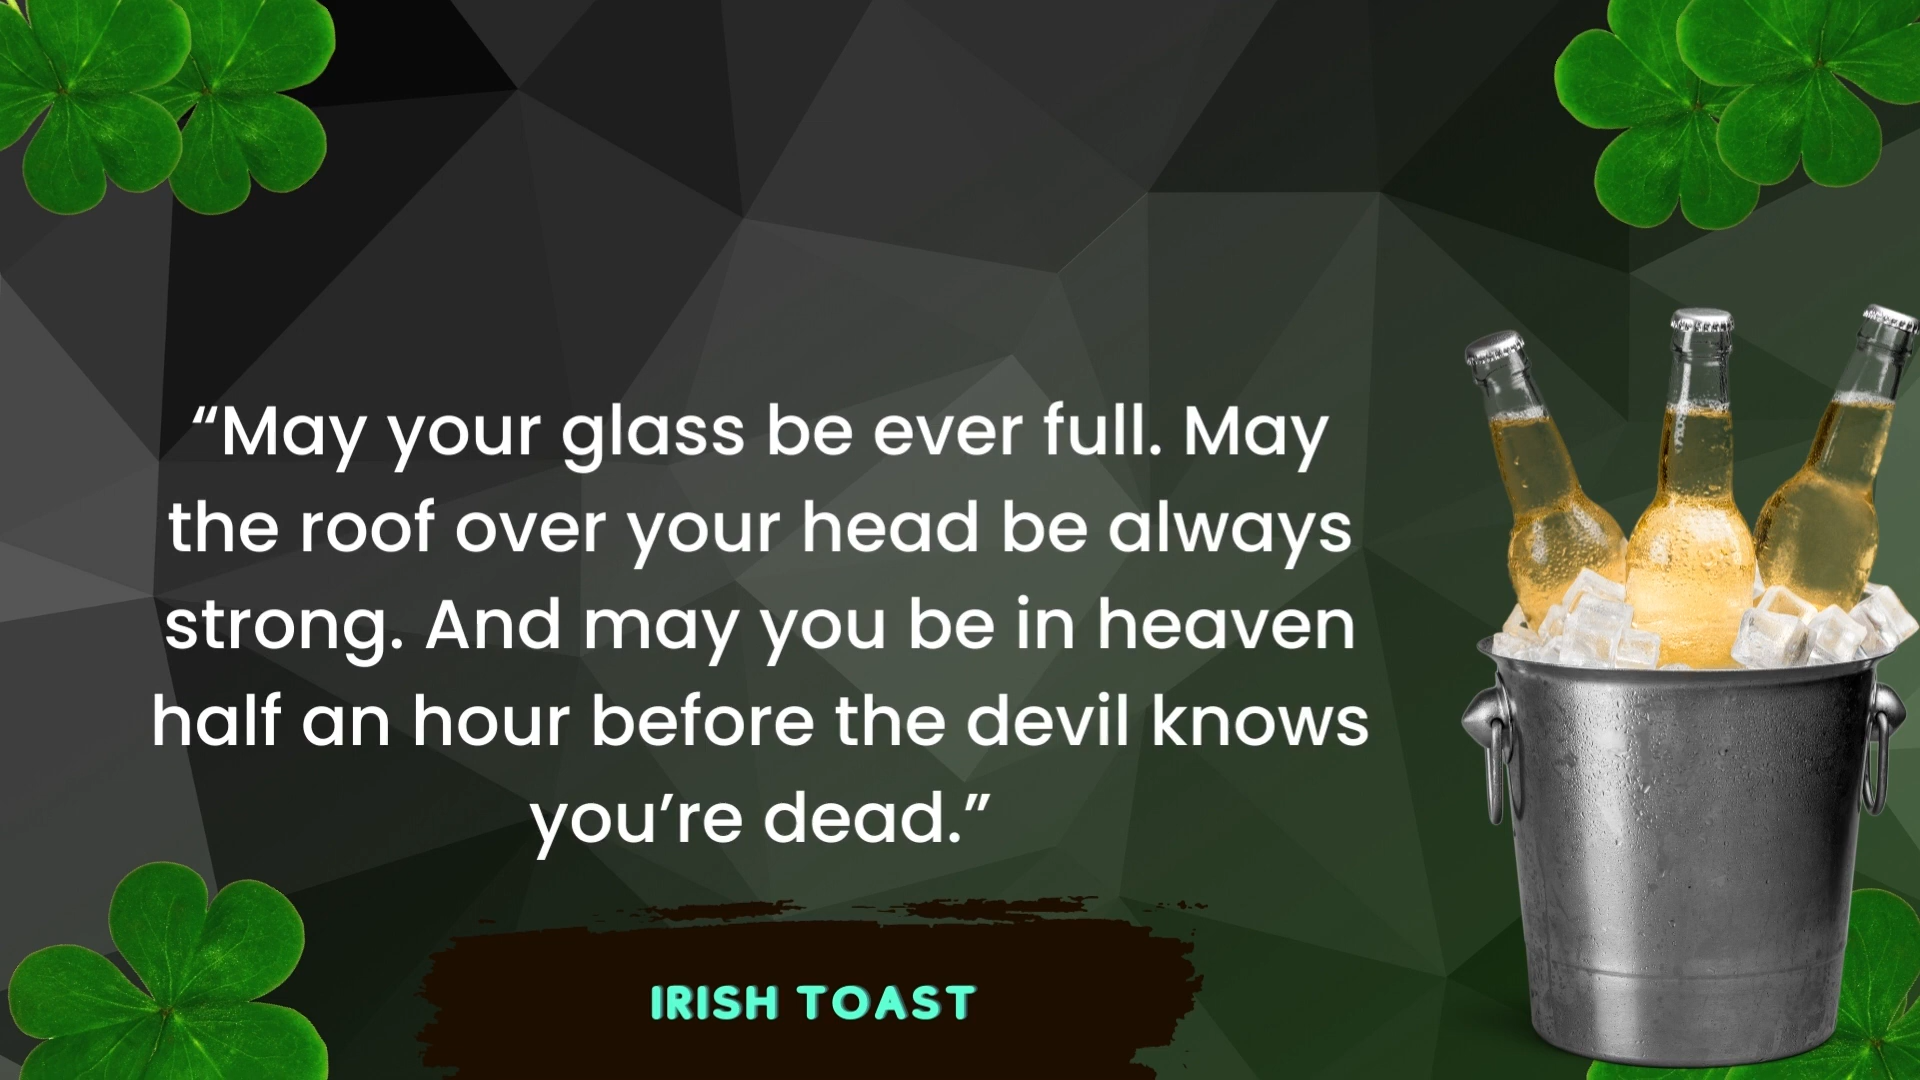 “May your glass be ever full. May
the roof over your head be always
strong. And may you be in heaven
half an hour before the devil knows
you’re dead.”
IRISH TOAST